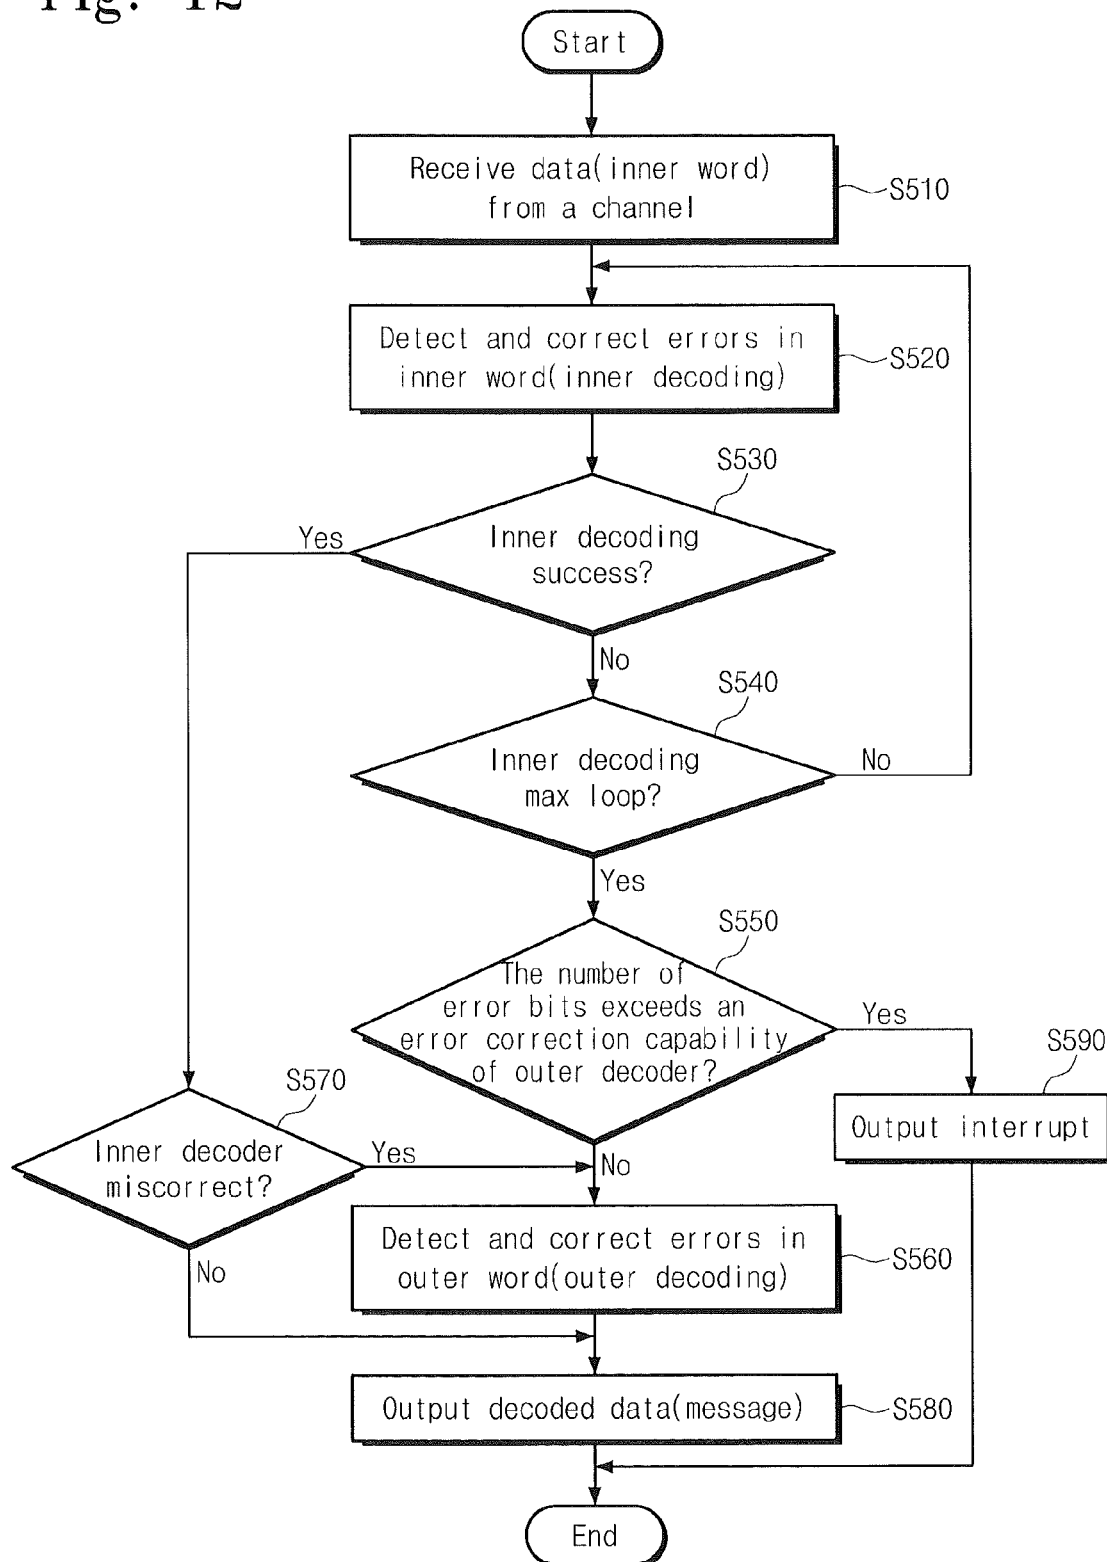 Fig. 12
Start
Receive data(inner word)
from a channel
S510
Detect and correct errors in
inner word(inner decoding)
S520
S530
Yes
Inner decoding
success?
No
S540
Inner decoding
max loop?
No
Yes
S550
The number of
error bits exceeds an
error correction capability
of outer decoder?
Yes
S590
Output interrupt
S570
Inner decoder
miscorrect?
Yes
No
No
Detect and correct errors in
outer word(outer decoding)
S560
Output decoded data(message)
S580
End